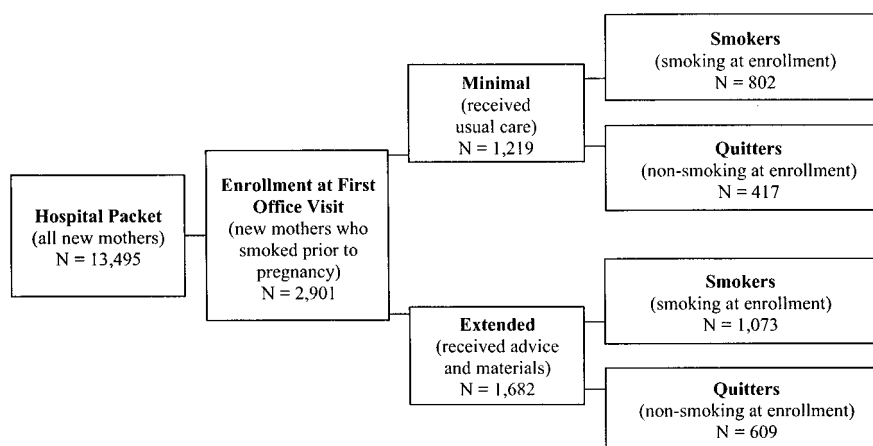 Hospital Packet
(all new mothers)
N = 13,495
Enrollment at First
Office Visit
(new mothers who
smoked prior to
pregnancy)
N = 2,901
Minimal
(received
usual care)
N = 1,219
Smokers
(smoking at enrollment)
N = 802
Quitters
(non-smoking at enrollment)
N = 417
Extended
(received advice
and materials)
N = 1,682
Smokers
(smoking at enrollment)
N = 1,073
Quitters
(non-smoking at enrollment)
N = 609